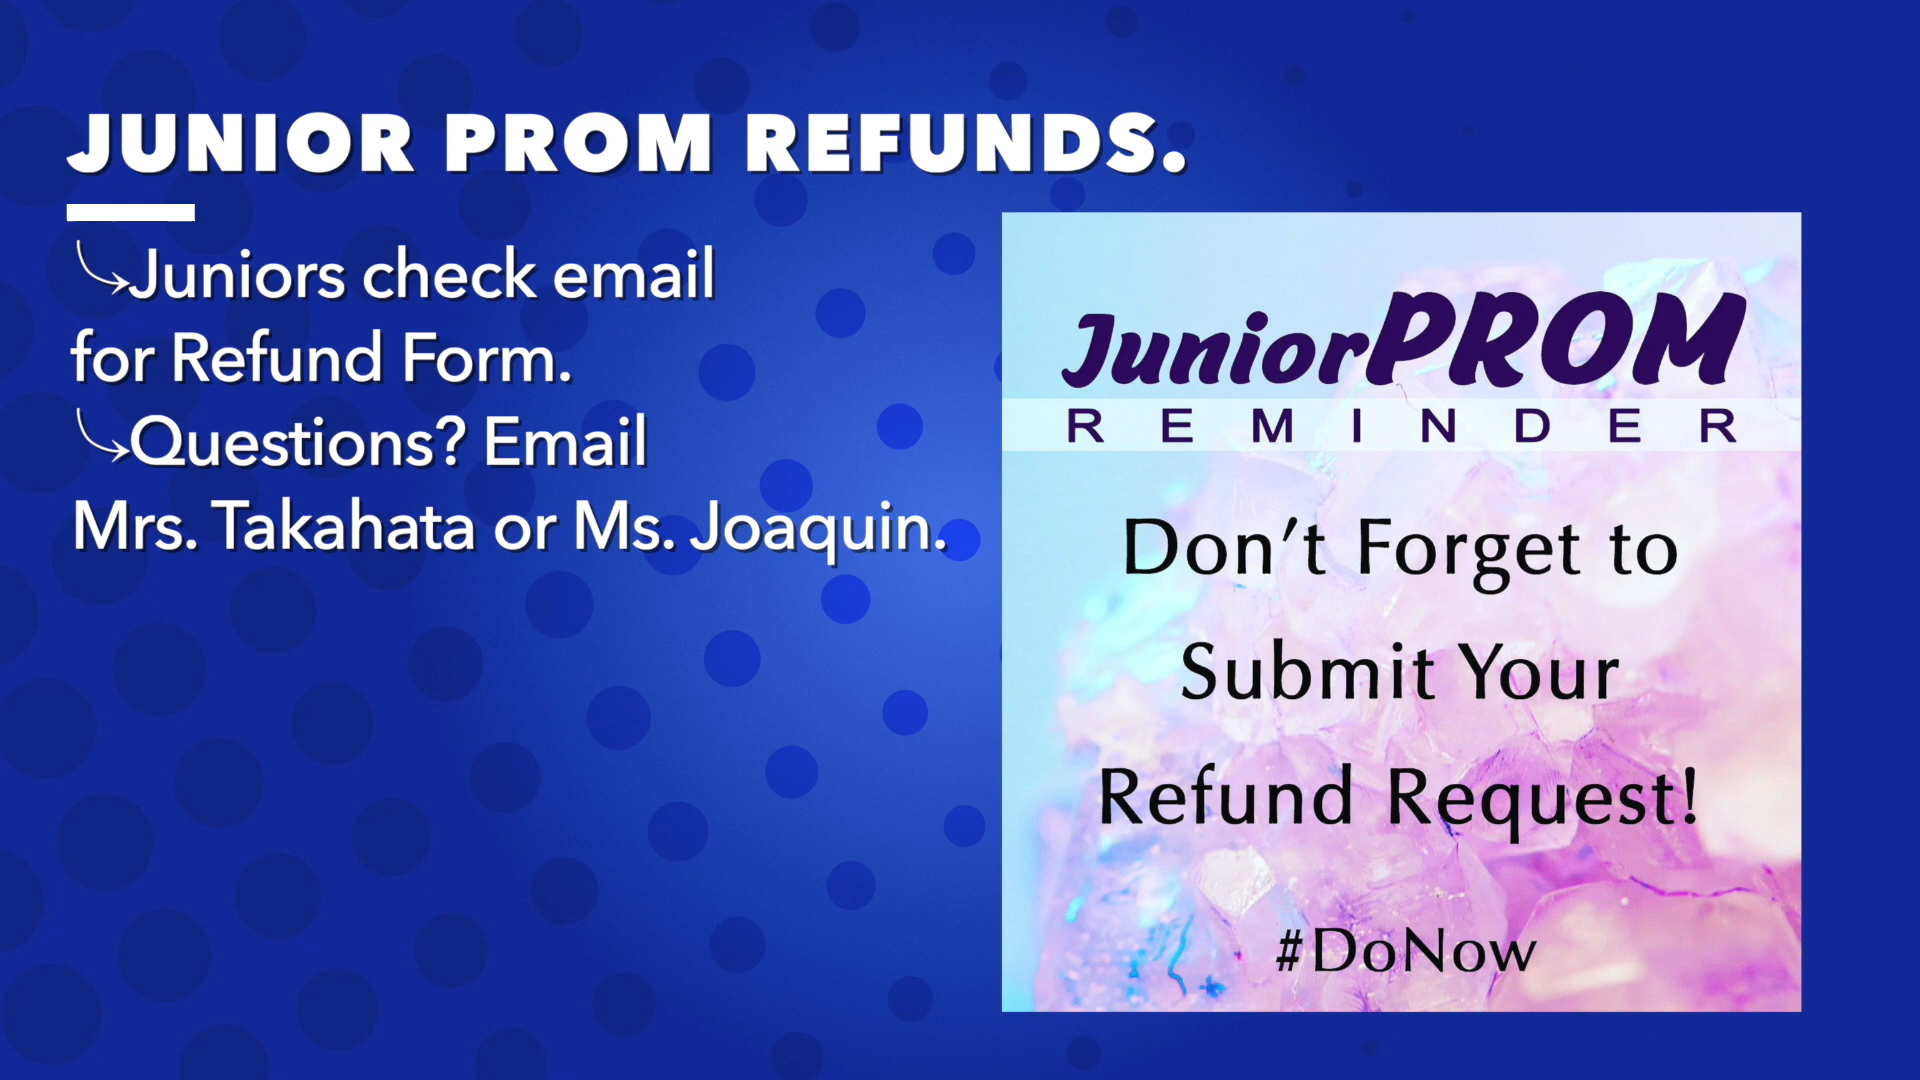 JUNIOR PROM REFUNDS.
Juniors check email
for Refund Form.
Questions? Email
Mrs. Takahata or Ms. Joaquin.
JuniorPROM
REMINDER
Don't Forget to
Submit Your
Refund Request!
#DoNow